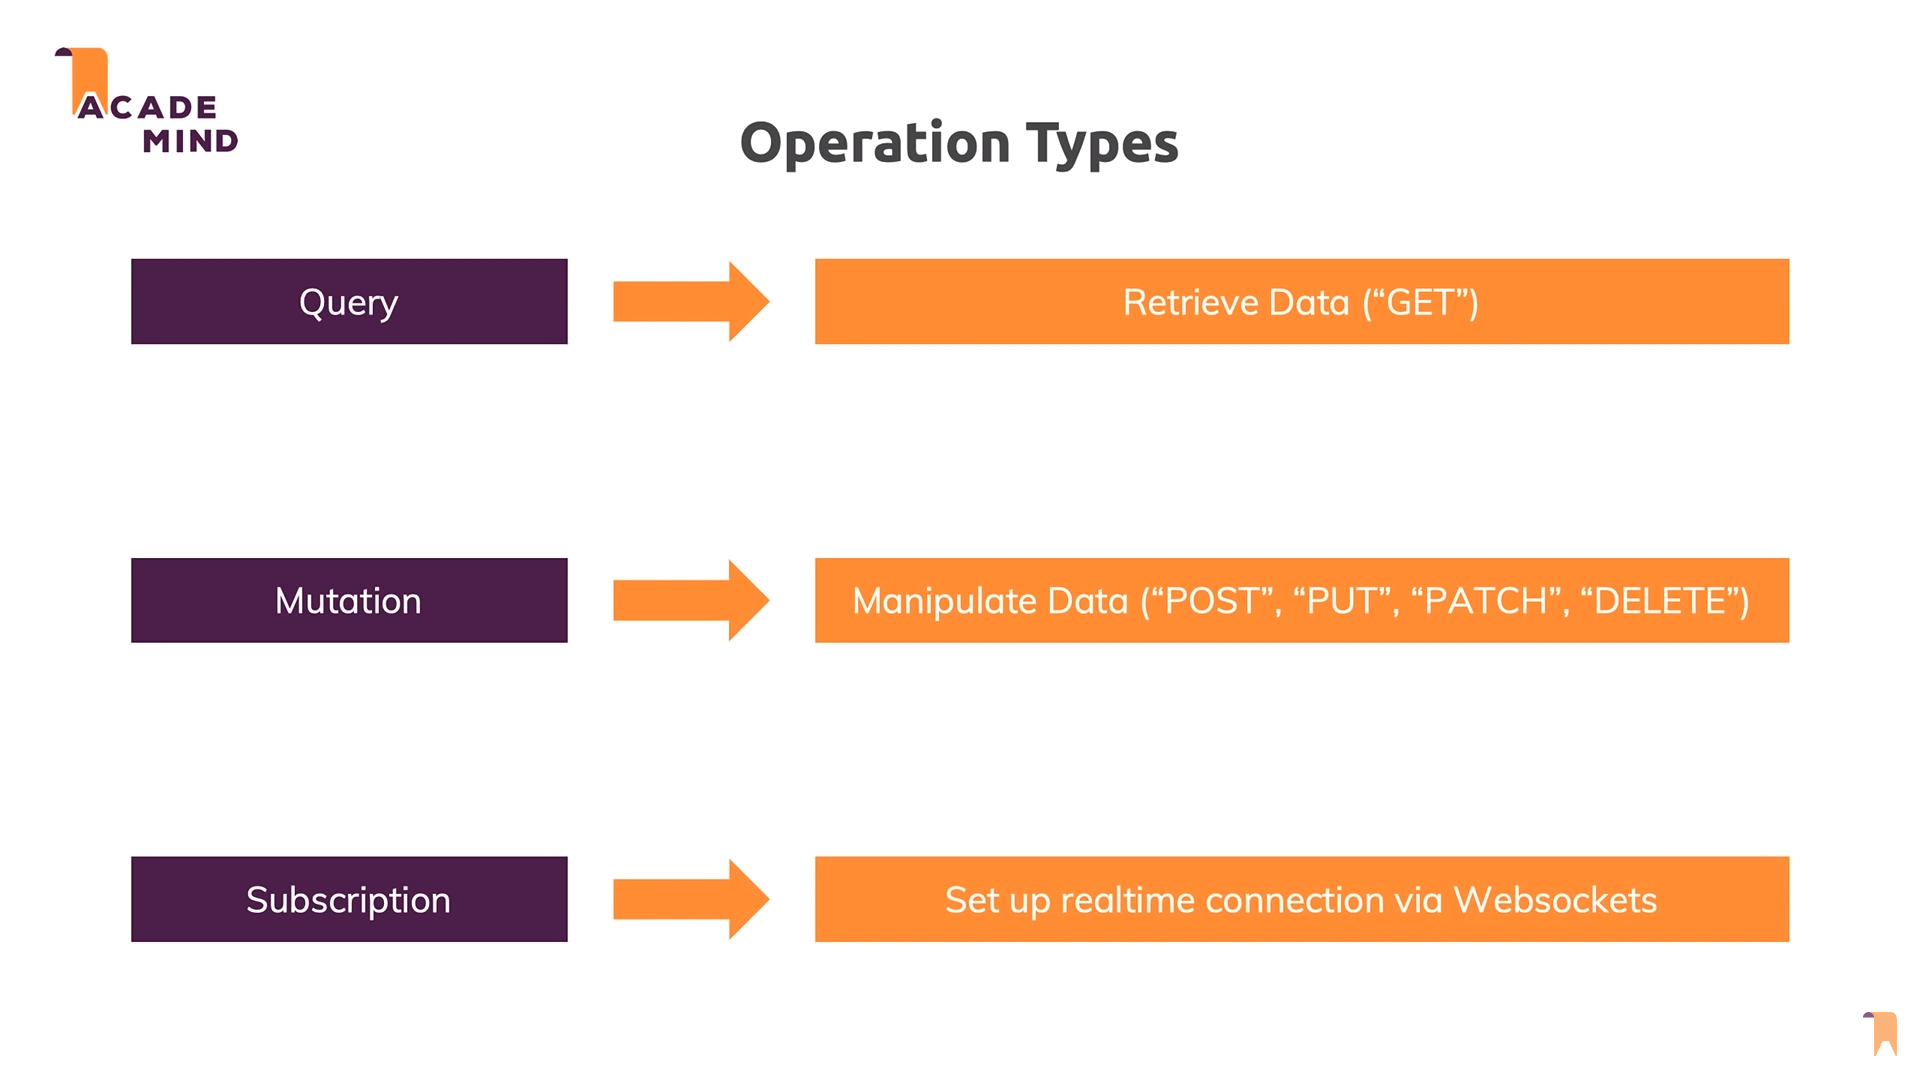 ACADE
MIND
Operation Types
Query
Retrieve Data (“GET”)
Mutation
Manipulate Data (“POST”, “PUT”, “PATCH”, “DELETE”)
Subscription
Set up realtime connection via Websockets